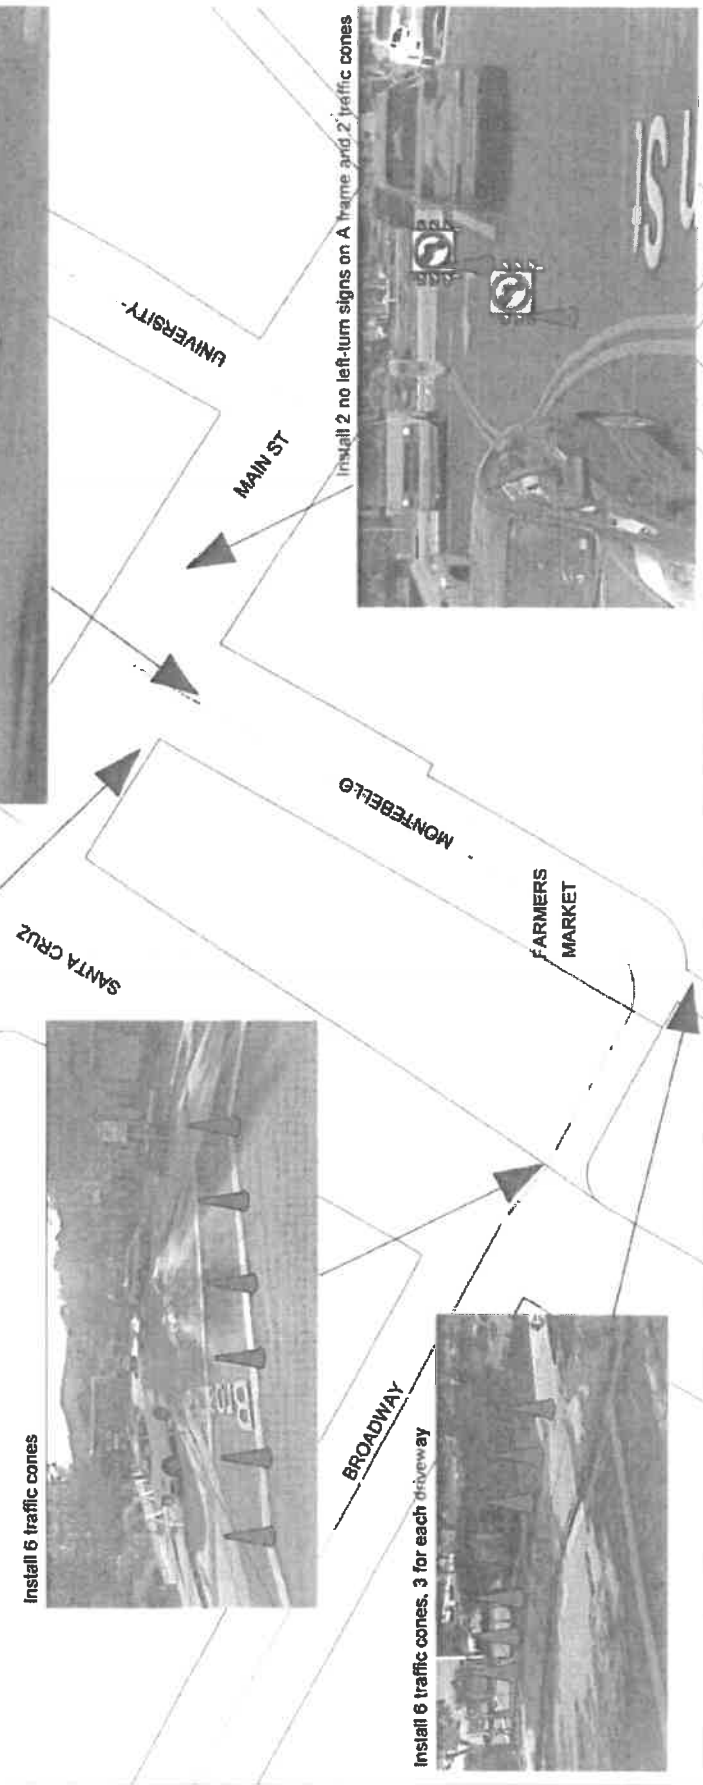 Install 6 traffic cones
Install 6 traffic cones, 3 for each driveway
BROADWAY
SANTA CRUZ
FARMERS
MARKET
MONTEBELLO
MAIN ST
UNIVERSITY
Install 2 no left-turn signs on A frame and 2 traffic cones